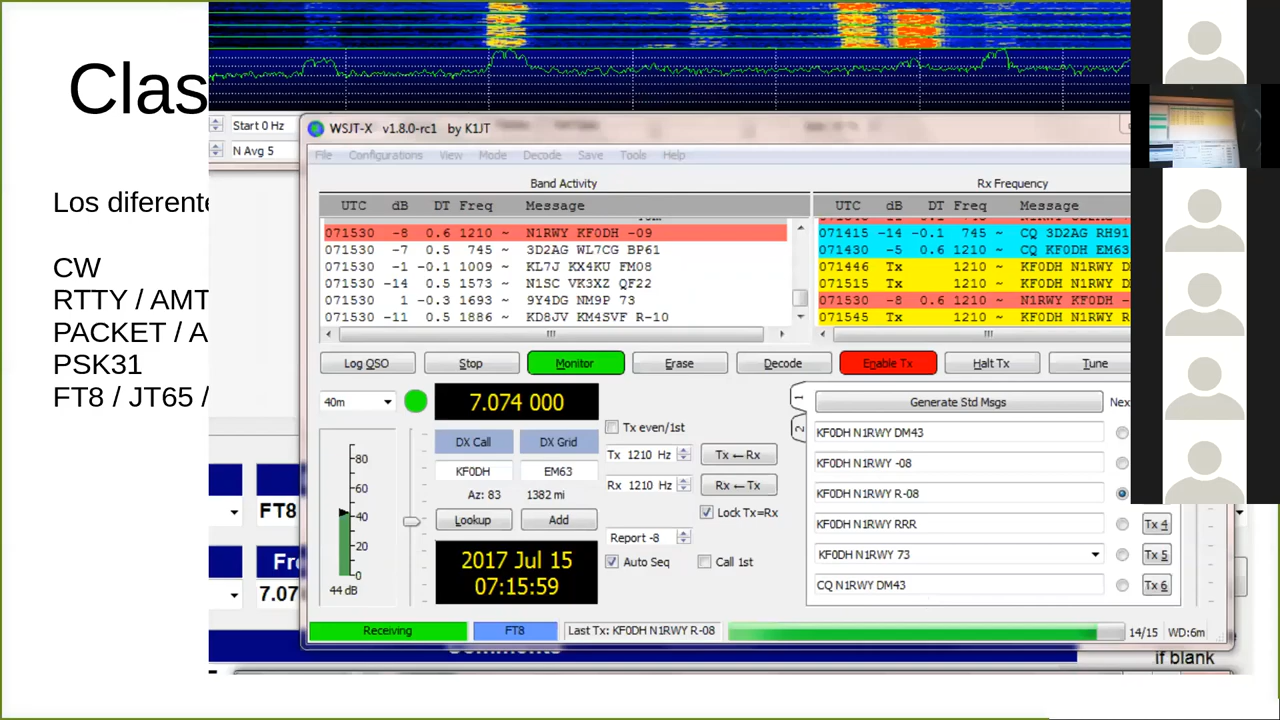 Clas
Los diferente
CW
RTTY / AMT
PACKET / A
PSK31
FT8 / JT65 /
Start 0 Hz
N Avg 5
WSJT-X v1.8.0-rc1 by K1JT
File Configurations View Mode Decode Save Tools Help
Band Activity
UTC dB DT Freq Message
071530 -8 0.6 1210 ~ N1RWY KF0DH -09
071530 -7 0.5 745 ~ 3D2AG WL7CG BP61
071530 -1 -0.1 1009 ~ KL7J KX4KU FM08
071530 -14 0.5 1573 ~ N1SC VK3XZ QF22
071530 1 -0.3 1693 ~ 9Y4DG NM9P 73
071530 -11 0.5 1886 ~ KD8JV KM4SVF R-10
Rx Frequency
UTC dB DT Freq Message
071415 -14 -0.1 745 ~ CQ 3D2AG RH91
071430 -5 0.6 1210 ~ CQ KF0DH EM63
071446 Tx 1210 ~ KF0DH N1RWY D
071515 Tx 1210 ~ KF0DH N1RWY
071530 -8 0.6 1210 ~ N1RWY KF0DH -
071545 Tx 1210 ~ KF0DH N1RWY R
Log QSO Stop Monitor Erase Decode Enable Tx Halt Tx Tune
40m
7.074 000
DX Call DX Grid
KF0DH EM63
Az: 83 1382 mi
Lookup Add
2017 Jul 15
07:15:59
80
60
40
20
0
44 dB
Tx even/1st
Tx 1210 Hz Tx ← Rx
Rx 1210 Hz Rx ← Tx
Lock Tx=Rx
Report -8
Auto Seq Call 1st
1
2
Generate Std Msgs Nex
KF0DH N1RWY DM43
KF0DH N1RWY -08
KF0DH N1RWY R-08
KF0DH N1RWY RRR Tx 4
KF0DH N1RWY 73 Tx 5
CQ N1RWY DM43 Tx 6
Receiving FT8 Last Tx: KF0DH N1RWY R-08 14/15 WD:6m
FT8
Fr
7.07
Comments
if blank